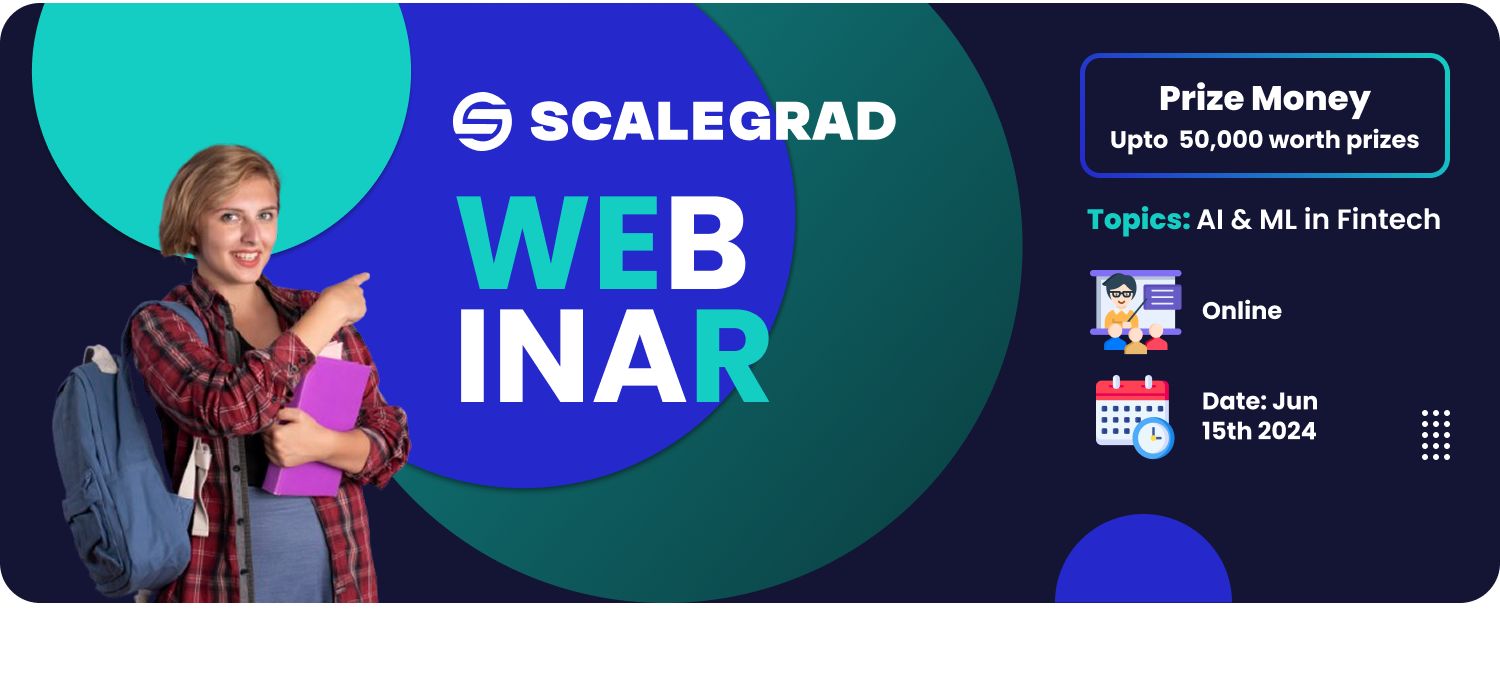 SCALEGRAD
WEB
INAR
Prize Money
Upto 50,000 worth prizes
Topics: AI & ML in Fintech
Online
Date: Jun
15th 2024